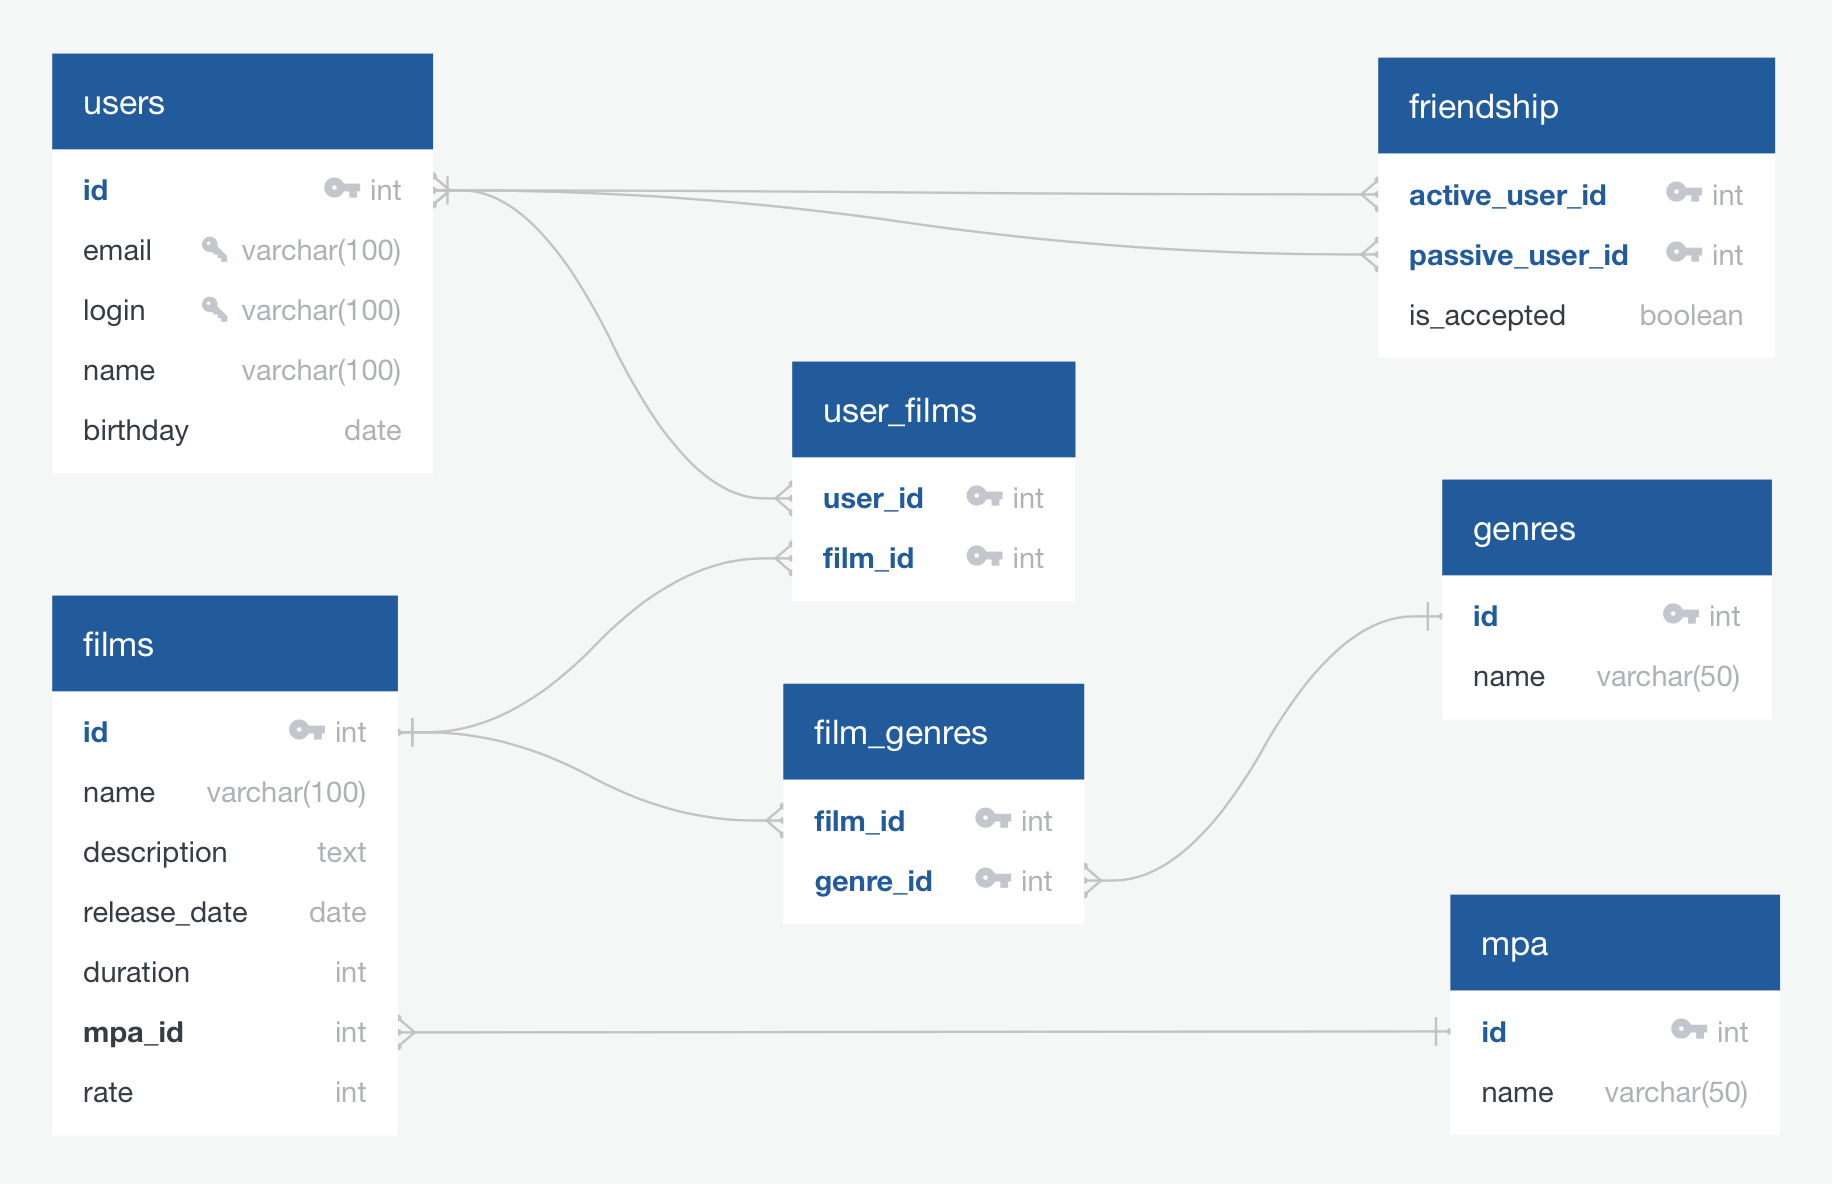 users
id int
email varchar(100)
login varchar(100)
name varchar(100)
birthday date
friendship
active_user_id int
passive_user_id int
is_accepted boolean
user_films
user_id int
film_id int
genres
id int
name varchar(50)
films
id int
name varchar(100)
description text
release_date date
duration int
mpa_id int
rate int
film_genres
film_id int
genre_id int
mpa
id int
name varchar(50)